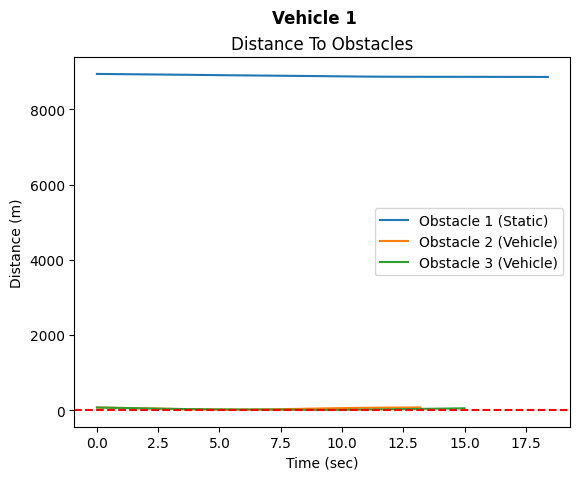 Vehicle 1
Distance To Obstacles
Distance (m)
8000
6000
4000
2000
0
Obstacle 1 (Static)
Obstacle 2 (Vehicle)
Obstacle 3 (Vehicle)
0.0 2.5 5.0 7.5 10.0 12.5 15.0 17.5
Time (sec)